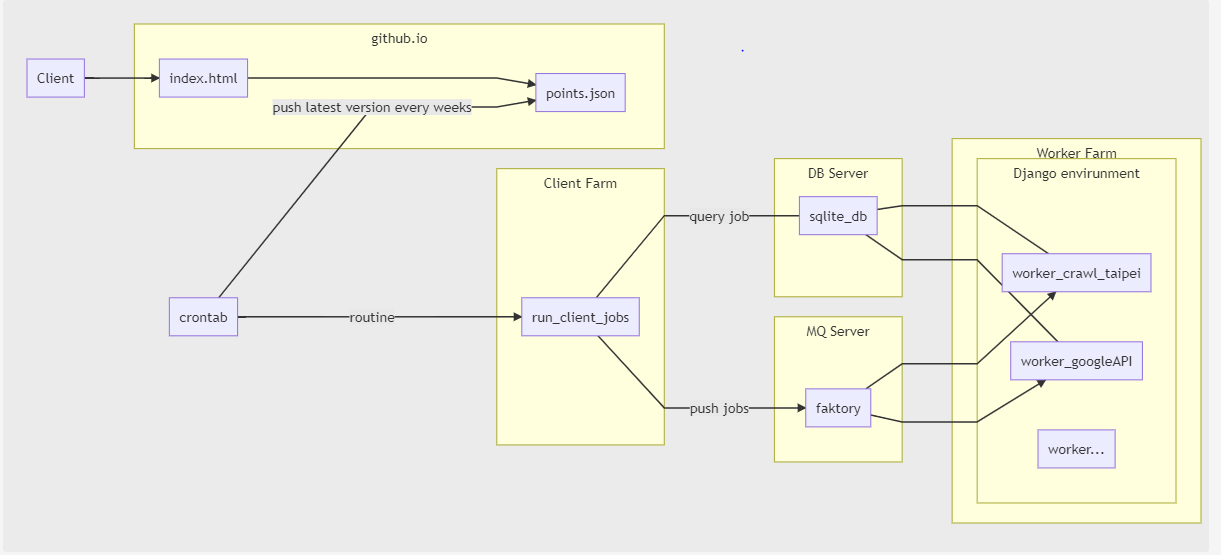 github.io
Client
index.html
points.json
push latest version every weeks
Client Farm
DB Server
Worker Farm
Django envirunment
query job
sqlite_db
worker_crawl_taipei
crontab
routine
run_client_jobs
MQ Server
worker_googleAPI
push jobs
faktory
worker...